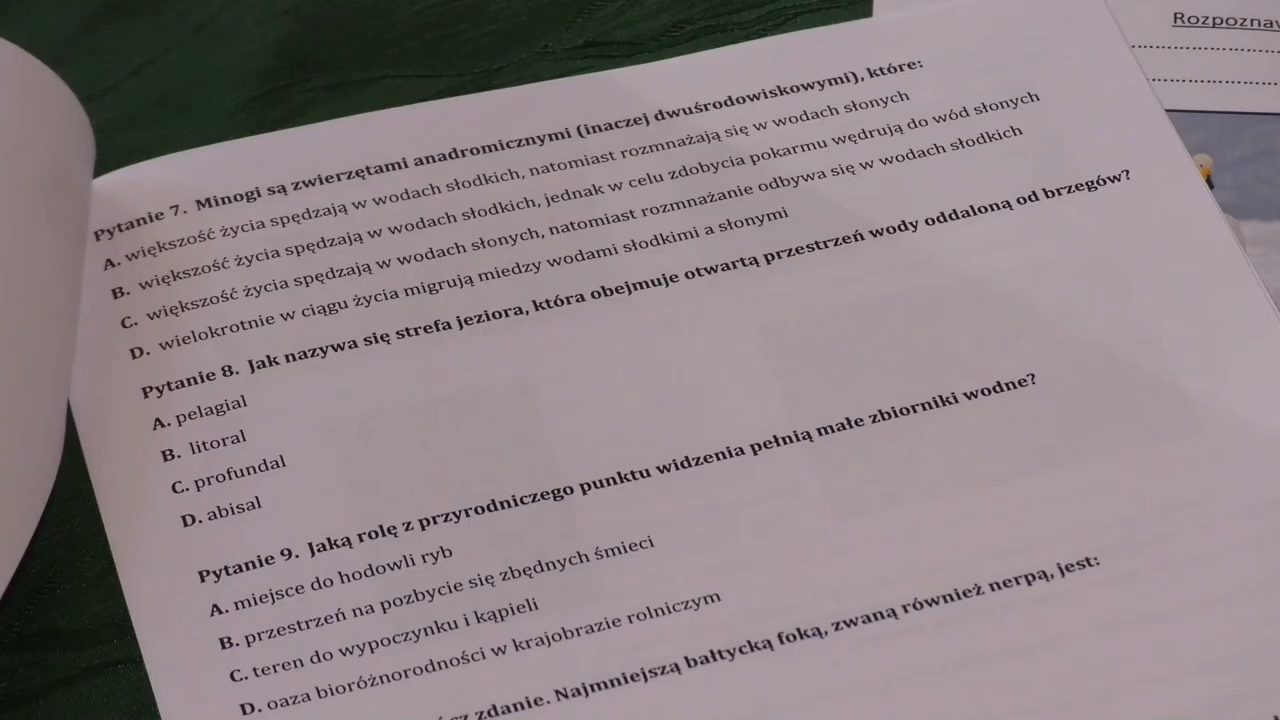 Rozpoznaw
Pytanie 7. Minogi są zwierzętami anadromicznymi (inaczej dwuśrodowiskowymi), które:
A. większość życia spędzają w wodach słodkich, natomiast rozmnażają się w wodach słonych
B. większość życia spędzają w wodach słodkich, jednak w celu zdobycia pokarmu wędrują do wód słonych
C. większość życia spędzają w wodach słonych, natomiast rozmnażanie odbywa się w wodach słodkich
D. wielokrotnie w ciągu życia migrują miedzy wodami słodkimi a słonymi
Pytanie 8. Jak nazywa się strefa jeziora, która obejmuje otwartą przestrzeń wody oddaloną od brzegów?
A. pelagial
B. litoral
C. profundal
D. abisal
Pytanie 9. Jaką rolę z przyrodniczego punktu widzenia pełnią małe zbiorniki wodne?
A. miejsce do hodowli ryb
B. przestrzeń na pozbycie się zbędnych śmieci
C. teren do wypoczynku i kąpieli
D. oaza bioróżnorodności w krajobrazie rolniczym
zdanie. Najmniejszą bałtycką foką, zwaną również nerpą, jest: